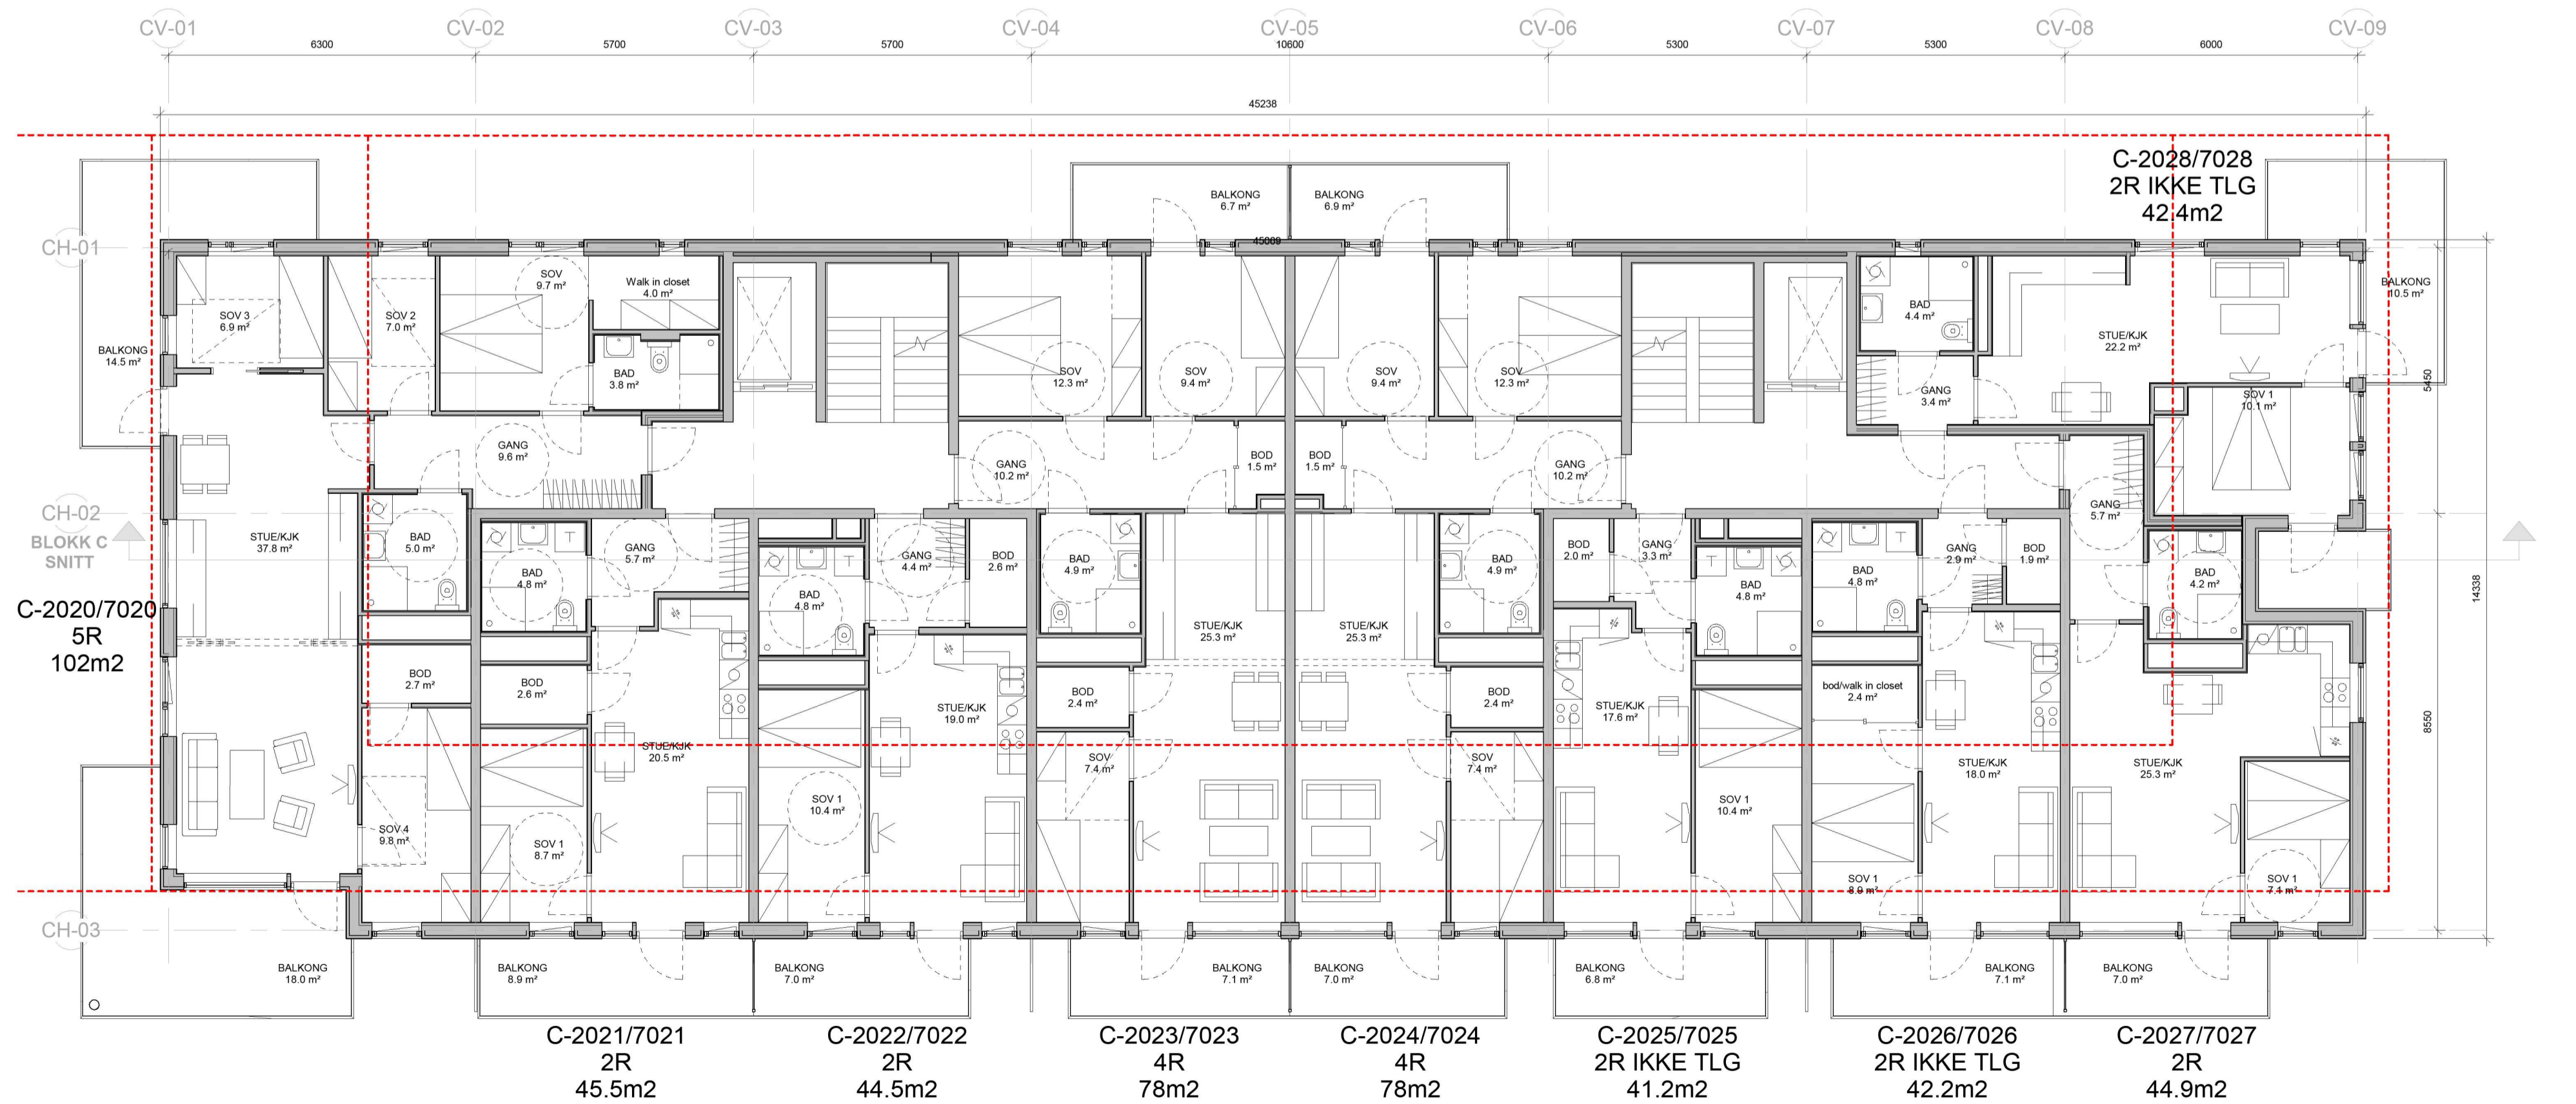 CV-01
CV-02
CV-03
CV-04
CV-05
CV-06
CV-07
CV-08
CV-09
6300
5700
5700
10600
5300
5300
6000
45238
C-2028/7028
2R IKKE TLG
42.4m2
BALKONG
6.7 m²
BALKONG
6.9 m²
CH-01
45089
SOV
9.7 m²
Walk in closet
4.0 m²
BALKONG
10.5 m²
SOV 3
6.9 m²
SOV 2
7.0 m²
BAD
4.4 m²
STUE/KJK
22.2 m²
BALKONG
14.5 m²
BAD
3.8 m²
SOV
12.3 m²
SOV
9.4 m²
SOV
9.4 m²
SOV
12.3 m²
GANG
3.4 m²
SOV 1
10.1 m²
5450
GANG
9.6 m²
GANG
10.2 m²
BOD
1.5 m²
BOD
1.5 m²
GANG
10.2 m²
CH-02
BLOKK C
SNITT
GANG
5.7 m²
STUE/KJK
37.8 m²
BAD
5.0 m²
GANG
5.7 m²
GANG
4.4 m²
BOD
2.6 m²
BAD
4.9 m²
BAD
4.9 m²
BOD
2.0 m²
GANG
3.3 m²
GANG
2.9 m²
BOD
1.9 m²
BAD
4.8 m²
BAD
4.8 m²
BAD
4.8 m²
BAD
4.8 m²
BAD
4.2 m²
14338
C-2020/7020
5R
102m2
STUE/KJK
25.3 m²
STUE/KJK
25.3 m²
BOD
2.7 m²
BOD
2.6 m²
BOD
2.4 m²
BOD
2.4 m²
bod/walk in closet
2.4 m²
STUE/KJK
19.0 m²
STUE/KJK
17.6 m²
8550
STUE/KJK
20.5 m²
SOV
7.4 m²
SOV
7.4 m²
STUE/KJK
18.0 m²
STUE/KJK
25.3 m²
SOV 1
10.4 m²
SOV 1
10.4 m²
SOV 4
9.8 m²
SOV 1
8.7 m²
SOV 1
8.9 m²
SOV 1
7.1 m²
CH-03
BALKONG
18.0 m²
BALKONG
8.9 m²
BALKONG
7.0 m²
BALKONG
7.1 m²
BALKONG
7.0 m²
BALKONG
6.8 m²
BALKONG
7.1 m²
BALKONG
7.0 m²
C-2021/7021
2R
45.5m2
C-2022/7022
2R
44.5m2
C-2023/7023
4R
78m2
C-2024/7024
4R
78m2
C-2025/7025
2R IKKE TLG
41.2m2
C-2026/7026
2R IKKE TLG
42.2m2
C-2027/7027
2R
44.9m2